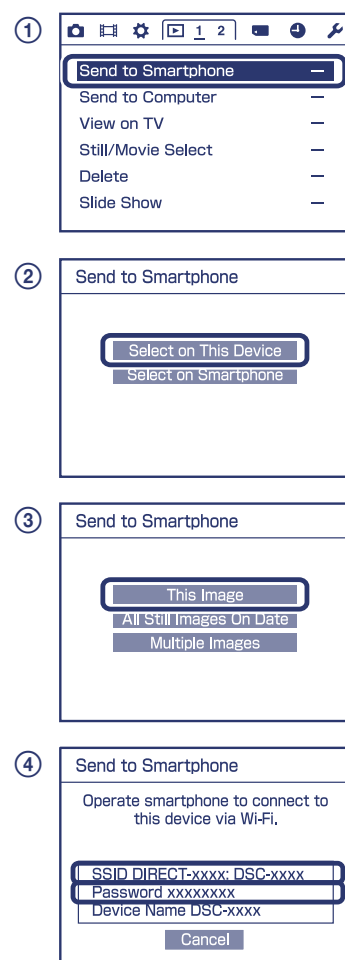 1
1 2
Send to Smartphone —
Send to Computer —
View on TV —
Still/Movie Select —
Delete —
Slide Show —
2
Send to Smartphone
Select on This Device
Select on Smartphone
3
Send to Smartphone
This Image
All Still Images On Date
Multiple Images
4
Send to Smartphone
Operate smartphone to connect to
this device via Wi-Fi.
SSID DIRECT-xxxx: DSC-xxxx
Password xxxxxxxx
Device Name DSC-xxxx
Cancel